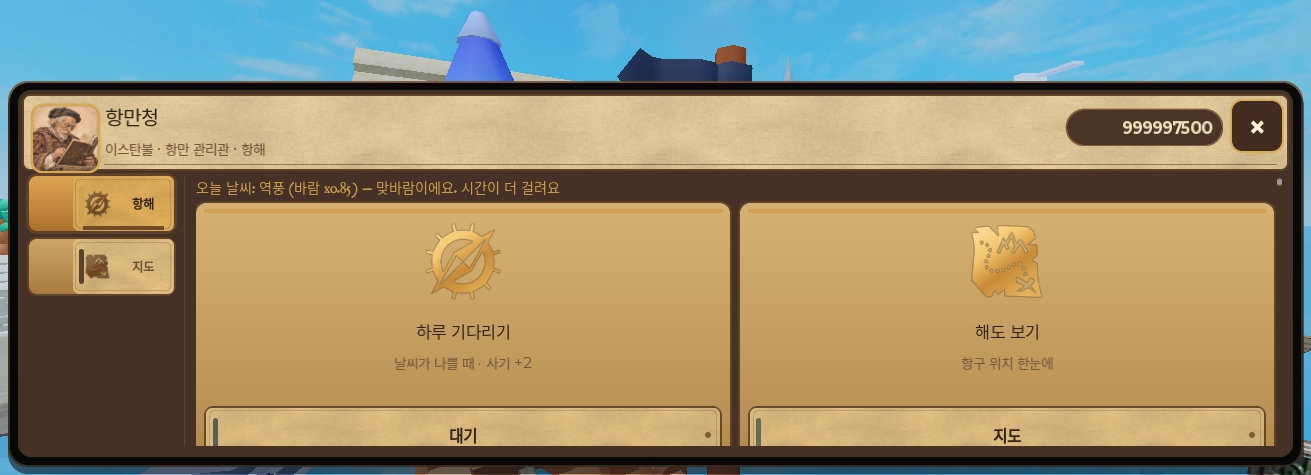 항만청
이스탄불 · 항만 관리관 · 항해
999997500
×
항해
지도
오늘 날씨: 역풍 (바람 x0.85) — 맞바람이에요. 시간이 더 걸려요
하루 기다리기
날씨가 나쁠 때 · 사기 +2
대기
해도 보기
항구 위치 한눈에
지도